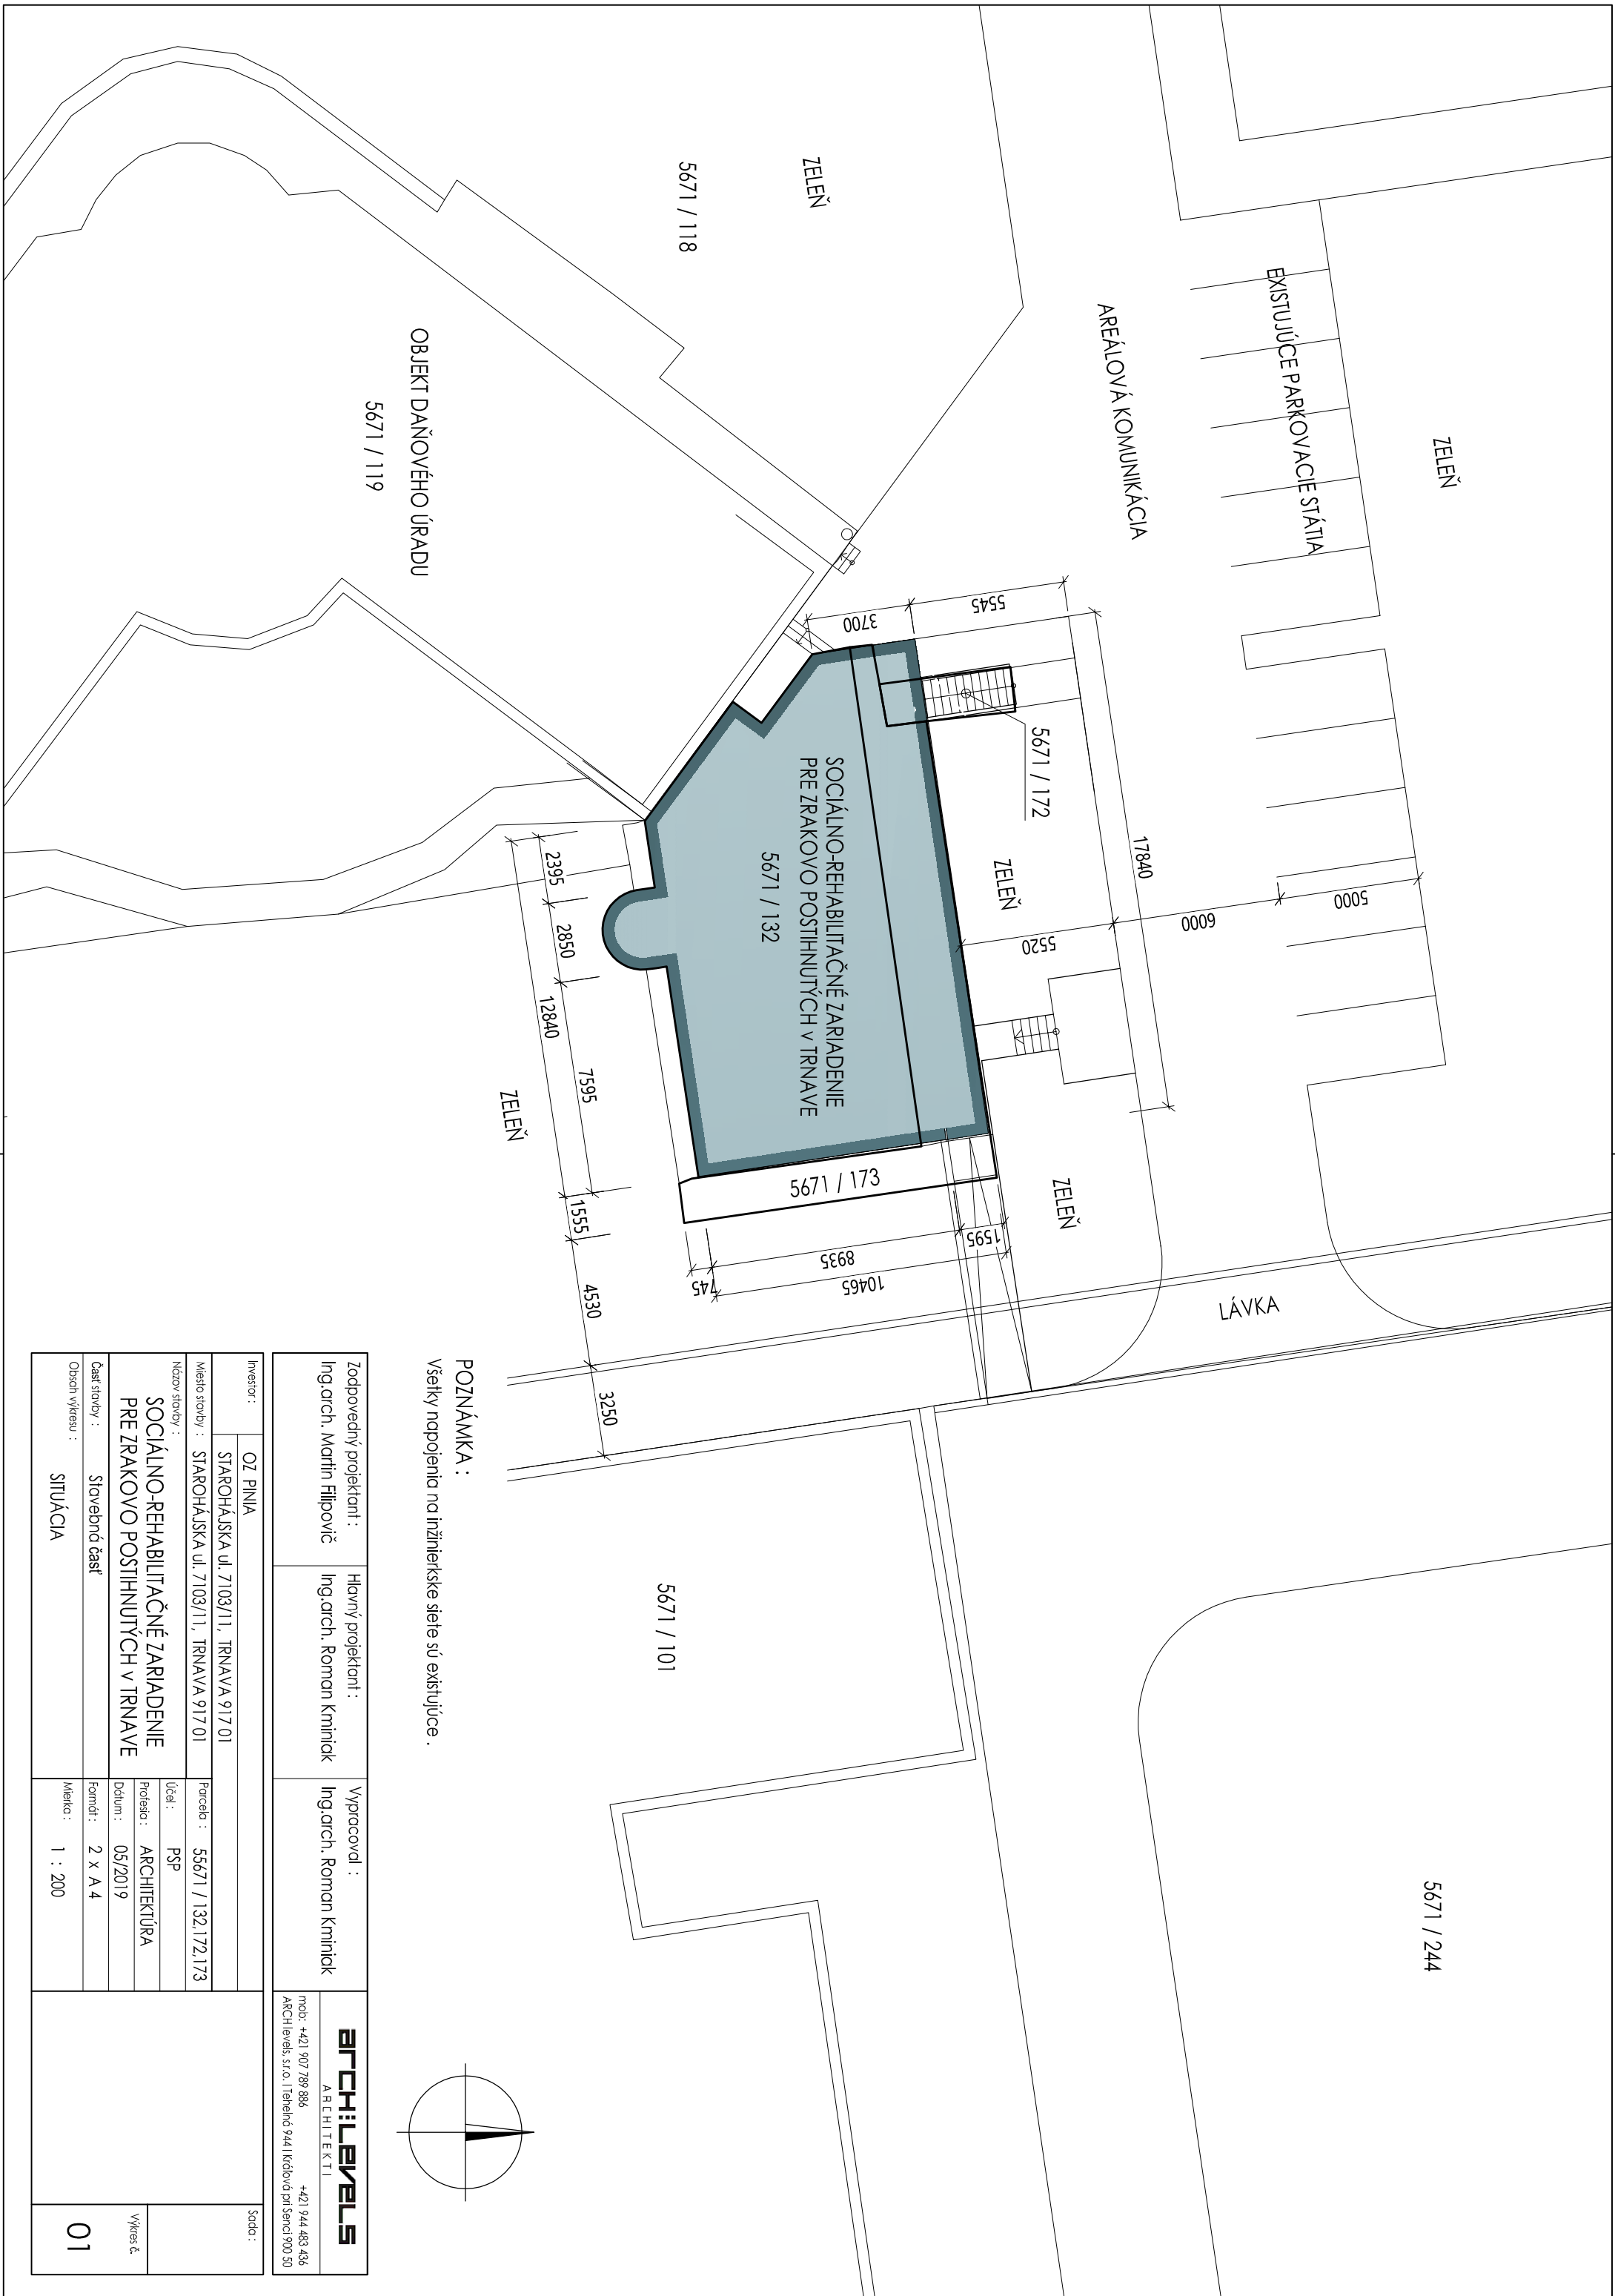 ZELEŇ
5671 / 118
ZELEŇ
EXISTUJÚCE PARKOVACIE STÁTIA
AREÁLOVÁ KOMUNIKÁCIA
OBJEKT DAŇOVÉHO ÚRADU
5671 / 119
5545
3700
5671 / 172
17840
5000
6000
5520
ZELEŇ
SOCIÁLNO-REHABILITAČNÉ ZARIADENIE
PRE ZRAKOVO POSTIHNUTÝCH v TRNAVE
5671 / 132
2395
2850
7595
12840
1555
4530
3250
ZELEŇ
5671 / 173
ZELEŇ
1595
8935
10465
745
LÁVKA
5671 / 101
5671 / 244
POZNÁMKA :
Všetky napojenia na inžinierkske siete sú existujúce .
Zodpovedný projektant :
Ing.arch. Martin Filipovič
Hlavný projektant :
Ing.arch. Roman Kminiak
Vypracoval :
Ing.arch. Roman Kminiak
arcH:LeveLs
ARCHITEKTI
mob: +421 907 789 886 +421 944 483 436
ARCH levels, s.r.o. I Tehelná 944 I Kráľová pri Senci 900 50
Investor :
OZ PINIA
STAROHÁJSKA ul. 7103/11, TRNAVA 917 01
Miesto stavby : STAROHÁJSKA ul. 7103/11, TRNAVA 917 01
Názov stavby :
SOCIÁLNO-REHABILITAČNÉ ZARIADENIE
PRE ZRAKOVO POSTIHNUTÝCH v TRNAVE
Časť stavby : Stavebná časť
Obsah výkresu :
SITUÁCIA
Parcela : 55671 / 132,172,173
Účel : PSP
Profesia : ARCHITEKTÚRA
Dátum : 05/2019
Formát : 2 x A 4
Mierka : 1 : 200
Sada :
Výkres č.
01